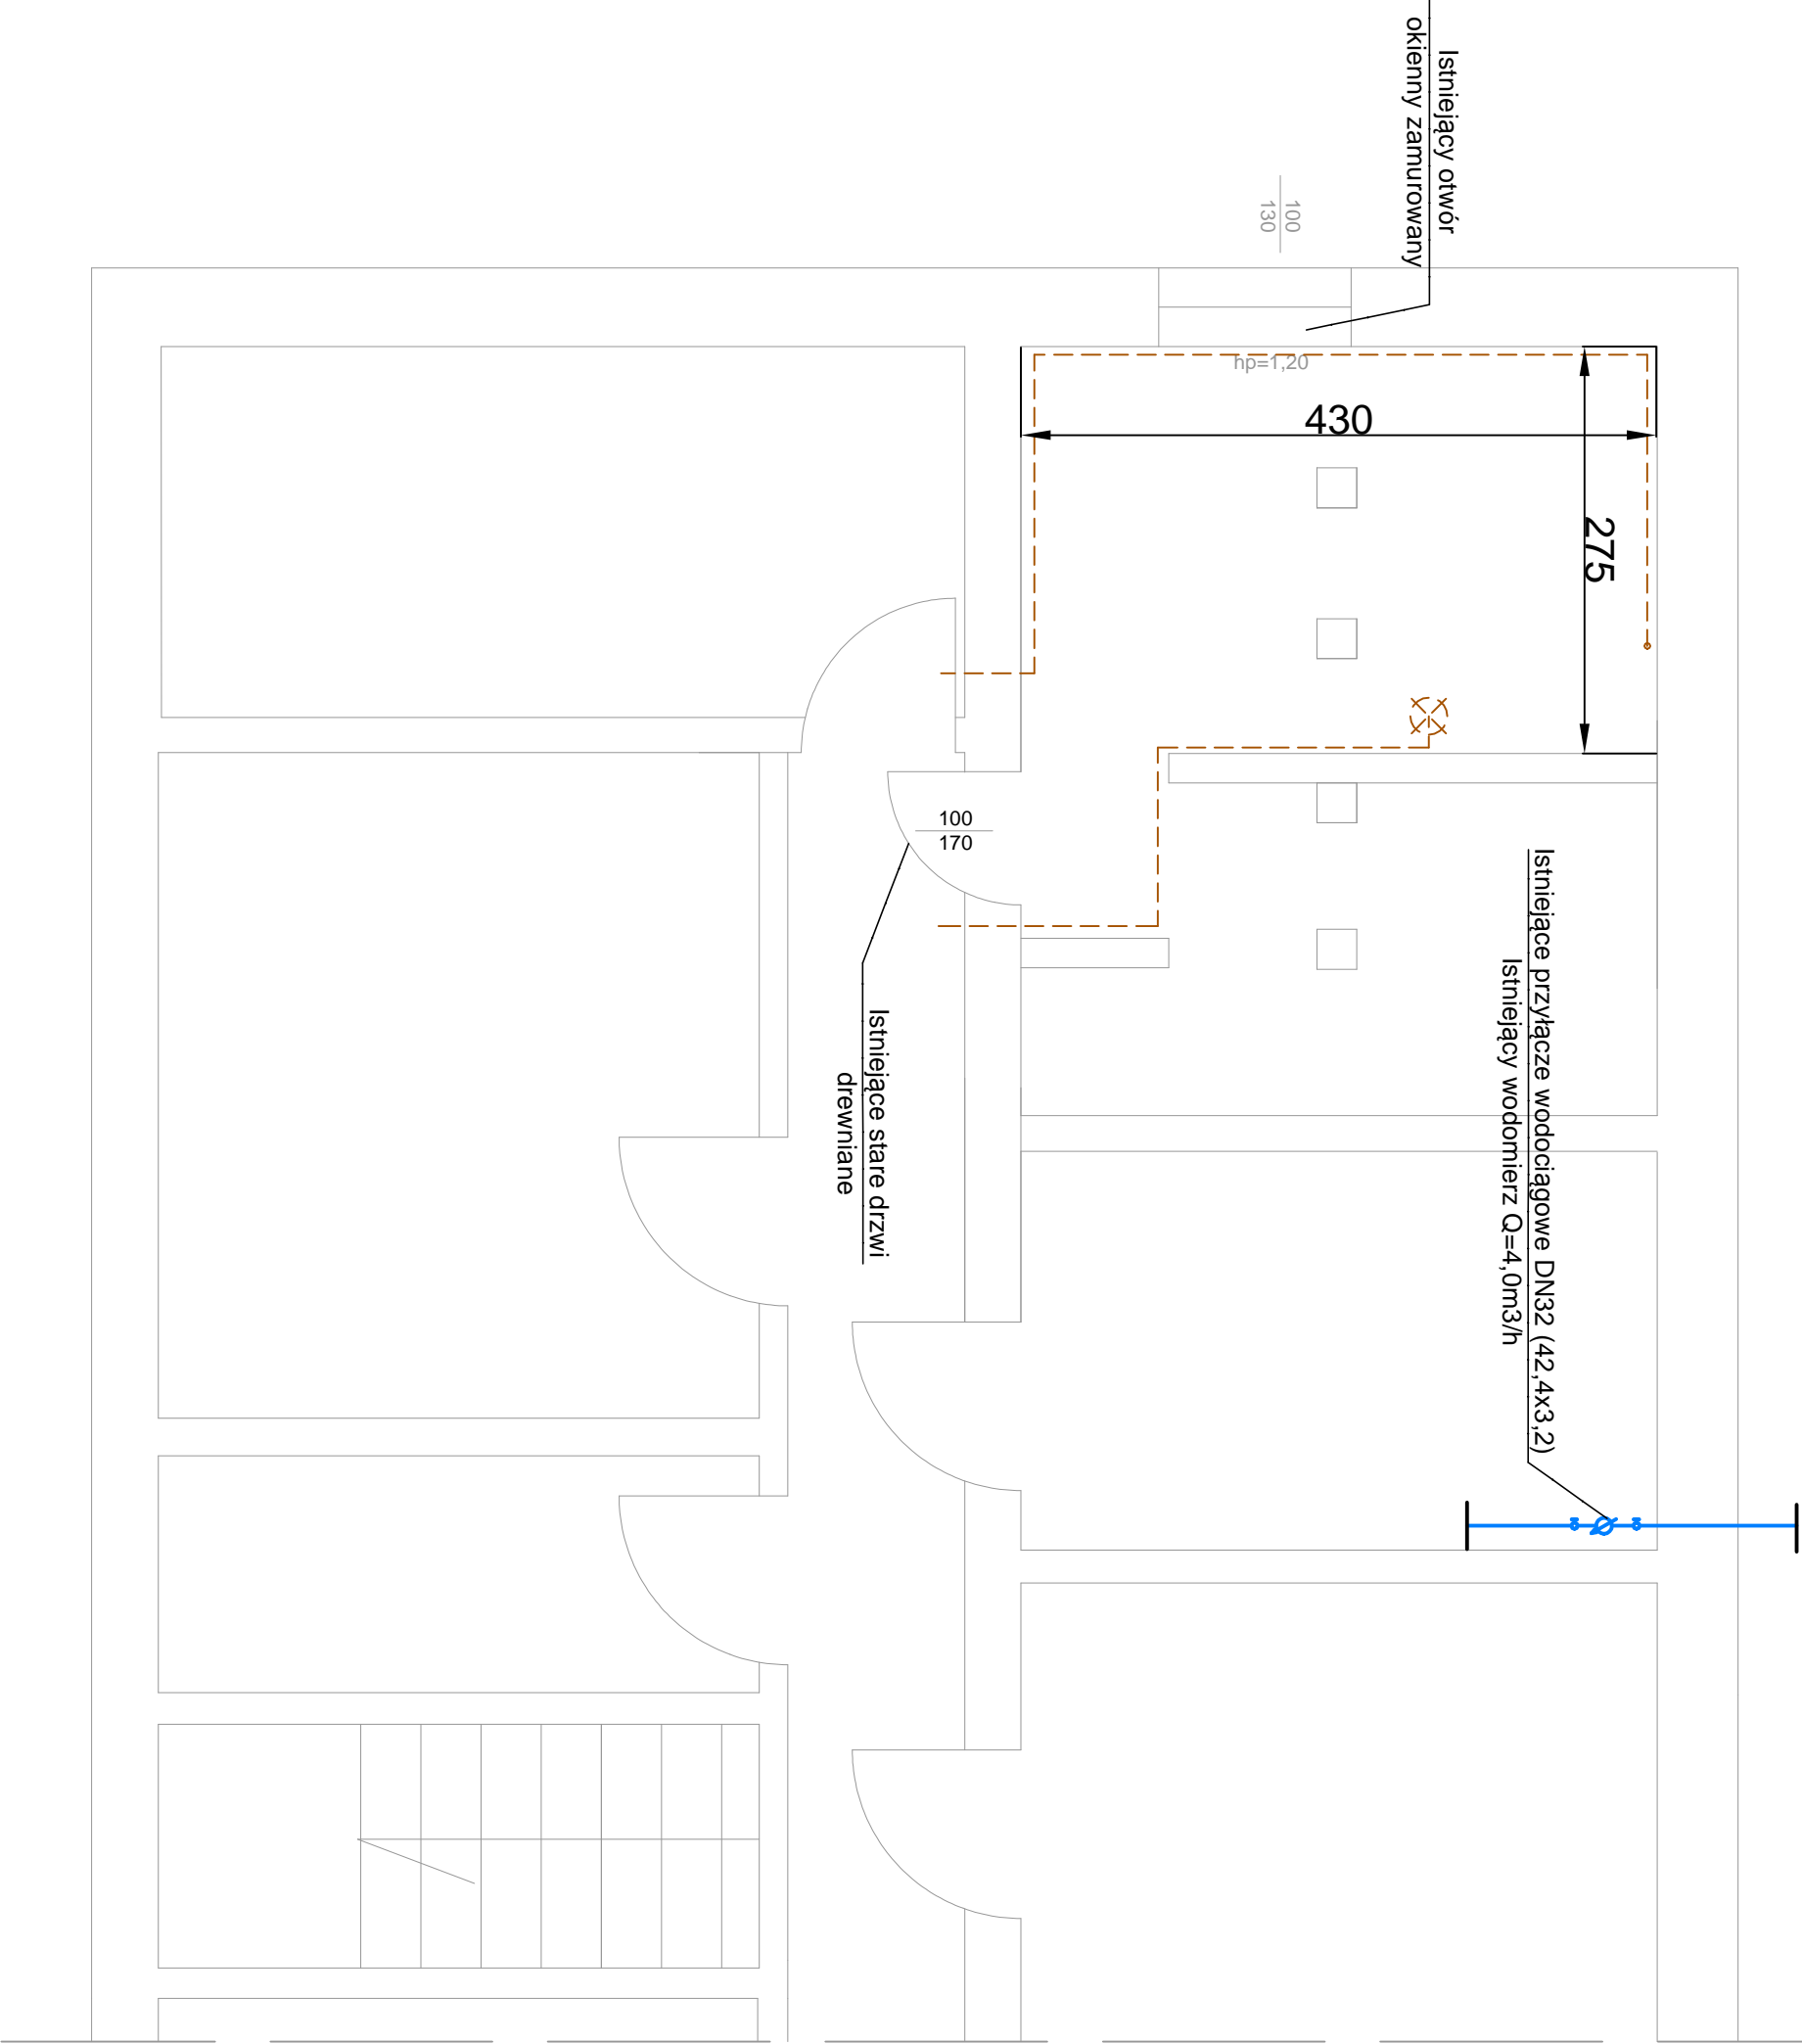 Istniejący otwór
okienny zamurowany
100
130
hp=1,20
430
275
100
170
Istniejące stare drzwi
drewniane
Istniejące przyłącze wodociągowe DN32 (42,4x3,2)
Istniejący wodomierz Q=4,0m3/h